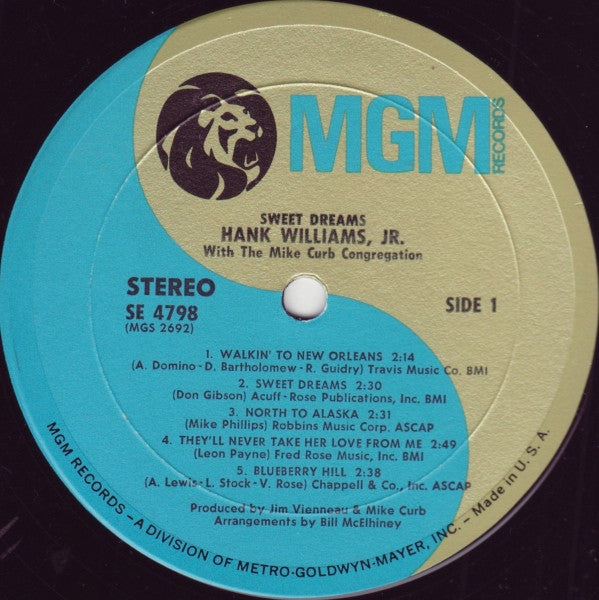 MGM
RECORDS
SWEET DREAMS
HANK WILLIAMS, JR.
With The Mike Curb Congregation
STEREO
SE 4798
(MGS 2692)
SIDE 1
1. WALKIN' TO NEW ORLEANS 2:14
(A. Domino-D. Bartholomew-R. Guidry) Travis Music Co. BMI
2. SWEET DREAMS 2:30
(Don Gibson) Acuff-Rose Publications, Inc. BMI
3. NORTH TO ALASKA 2:31
(Mike Phillips) Robbins Music Corp. ASCAP
4. THEY'LL NEVER TAKE HER LOVE FROM ME 2:49
(Leon Payne) Fred Rose Music, Inc. BMI
5. BLUEBERRY HILL 2:38
(A. Lewis-L. Stock-V. Rose) Chappell & Co., Inc ASCAP
Produced by Jim Vienneau & Mike Curb
Arrangements by Bill McElhiney
MGM RECORDS – A DIVISION OF METRO-GOLDWYN-MAYER, INC. – Made in U. S. A.